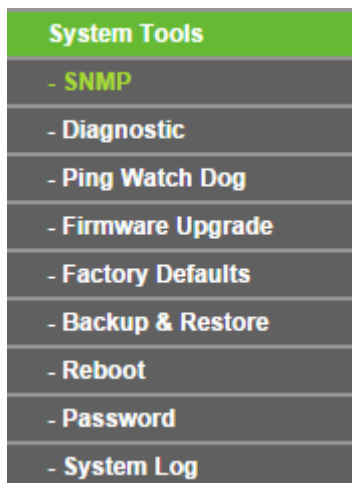 System Tools
- SNMP
- Diagnostic
- Ping Watch Dog
- Firmware Upgrade
- Factory Defaults
- Backup & Restore
- Reboot
- Password
- System Log